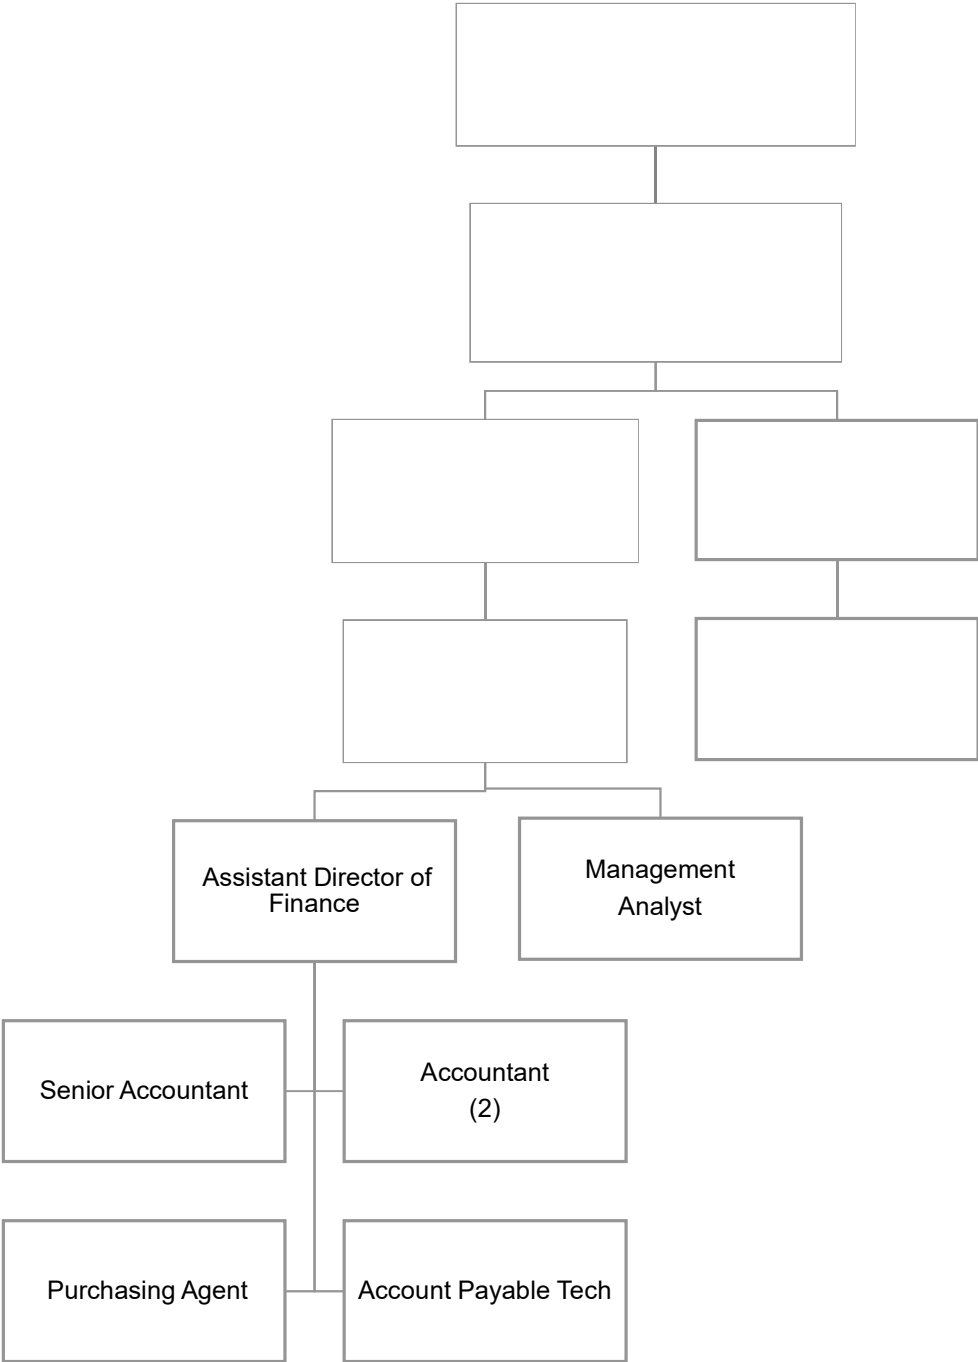 Assistant Director of
Finance
Management
Analyst
Senior Accountant
Accountant
(2)
Purchasing Agent
Account Payable Tech